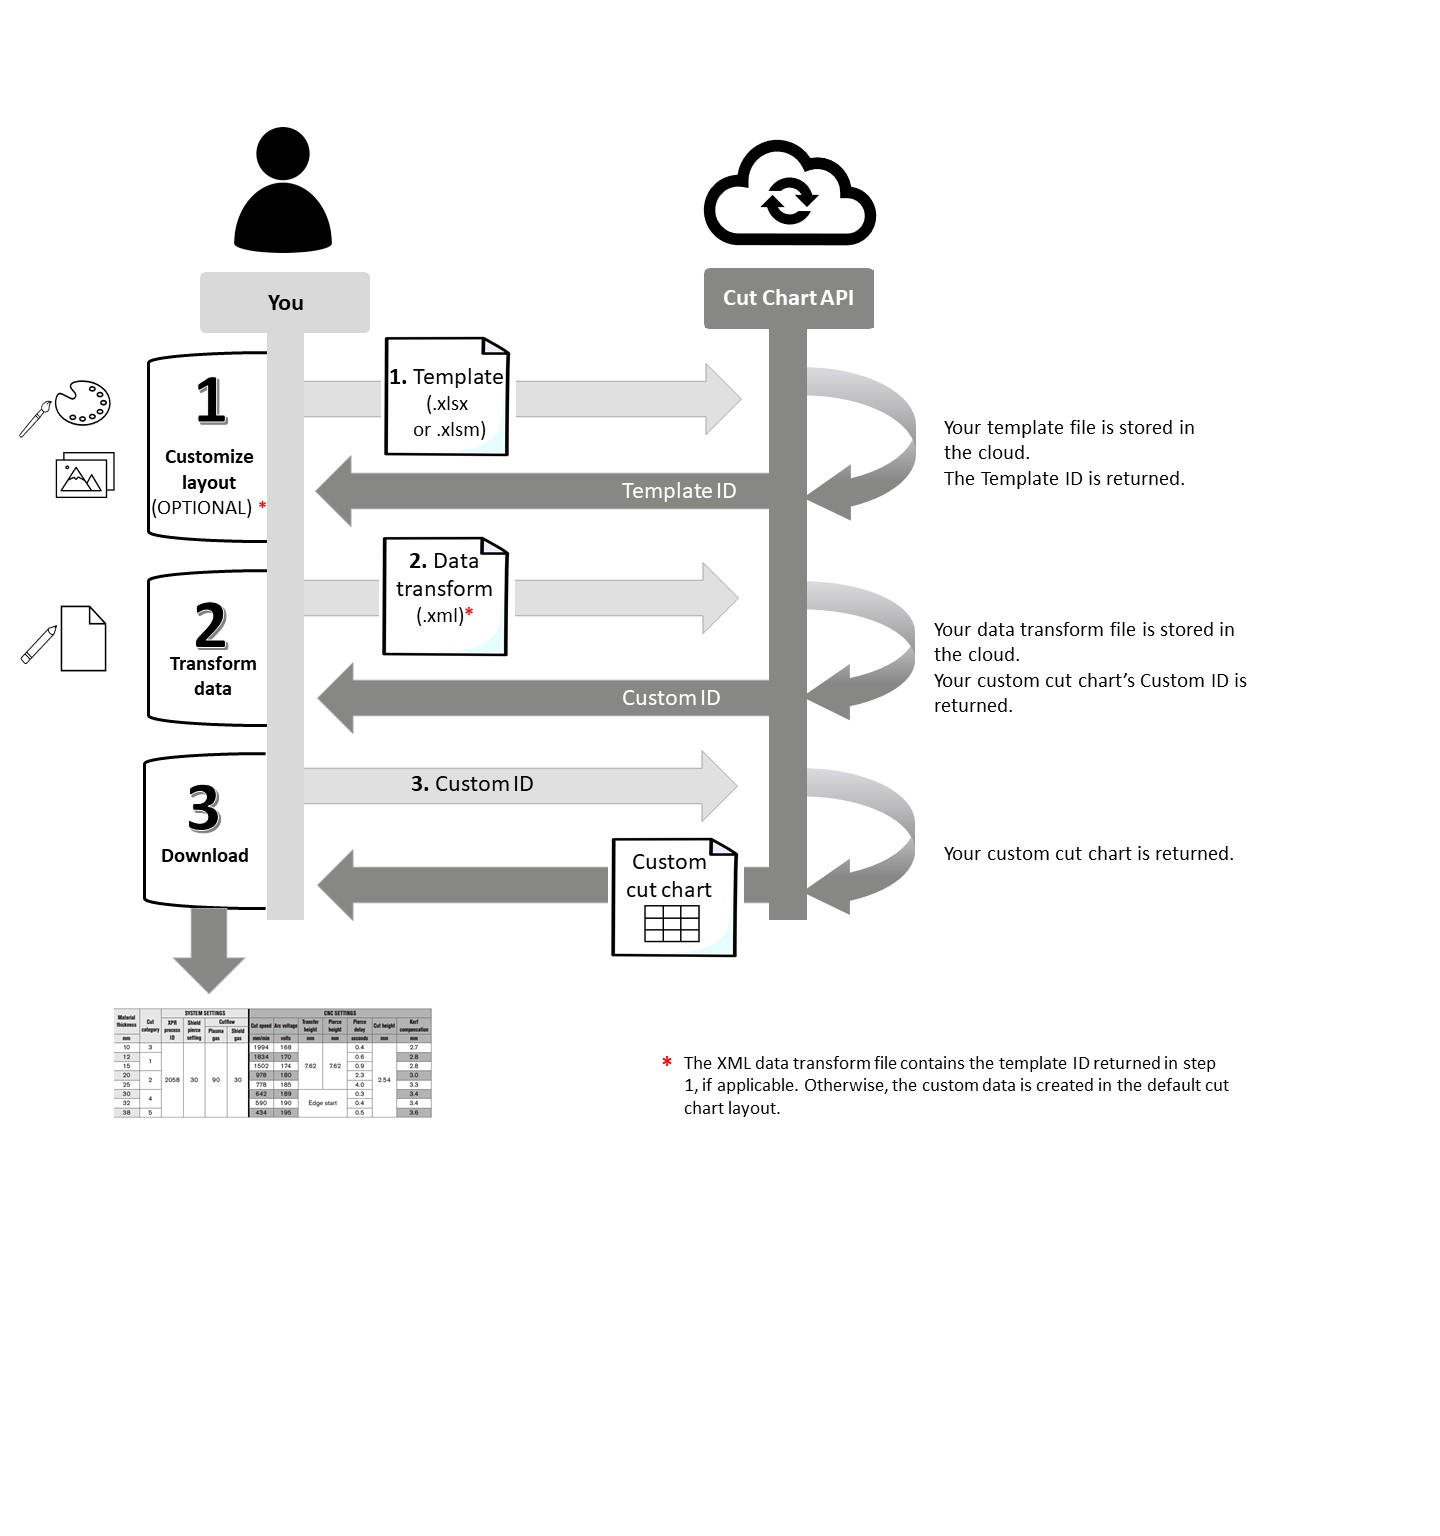 You
Cut Chart API
1
Customize
layout
(OPTIONAL) *
1. Template
(.xlsx
or .xlsm)
Template ID
Your template file is stored in
the cloud.
The Template ID is returned.
2
Transform
data
2. Data
transform
(.xml)*
Custom ID
Your data transform file is stored in
the cloud.
Your custom cut chart’s Custom ID is
returned.
3
Download
3. Custom ID
Custom
cut chart
Your custom cut chart is returned.
SYSTEM SETTINGS CNC SETTINGS
Material thickness Cut category XPR process ID Shield pierce setting Cutflow Plasma gas Shield gas Cut speed Arc voltage Transfer height Pierce height Pierce delay Cut height Kerf compensation
mm mm/min volts mm mm seconds mm mm
10 3 1994 168 0.4 2.7
12 1 1834 170 0.6 2.8
15 1502 174 7.62 7.62 0.9 2.8
20 2 2058 30 90 30 978 180 2.3 2.54 3.0
25 778 185 4.0 3.3
30 4 642 189 Edge start 0.3 3.4
32 590 190 0.4 3.4
38 5 434 195 0.5 3.6
* The XML data transform file contains the template ID returned in step
1, if applicable. Otherwise, the custom data is created in the default cut
chart layout.